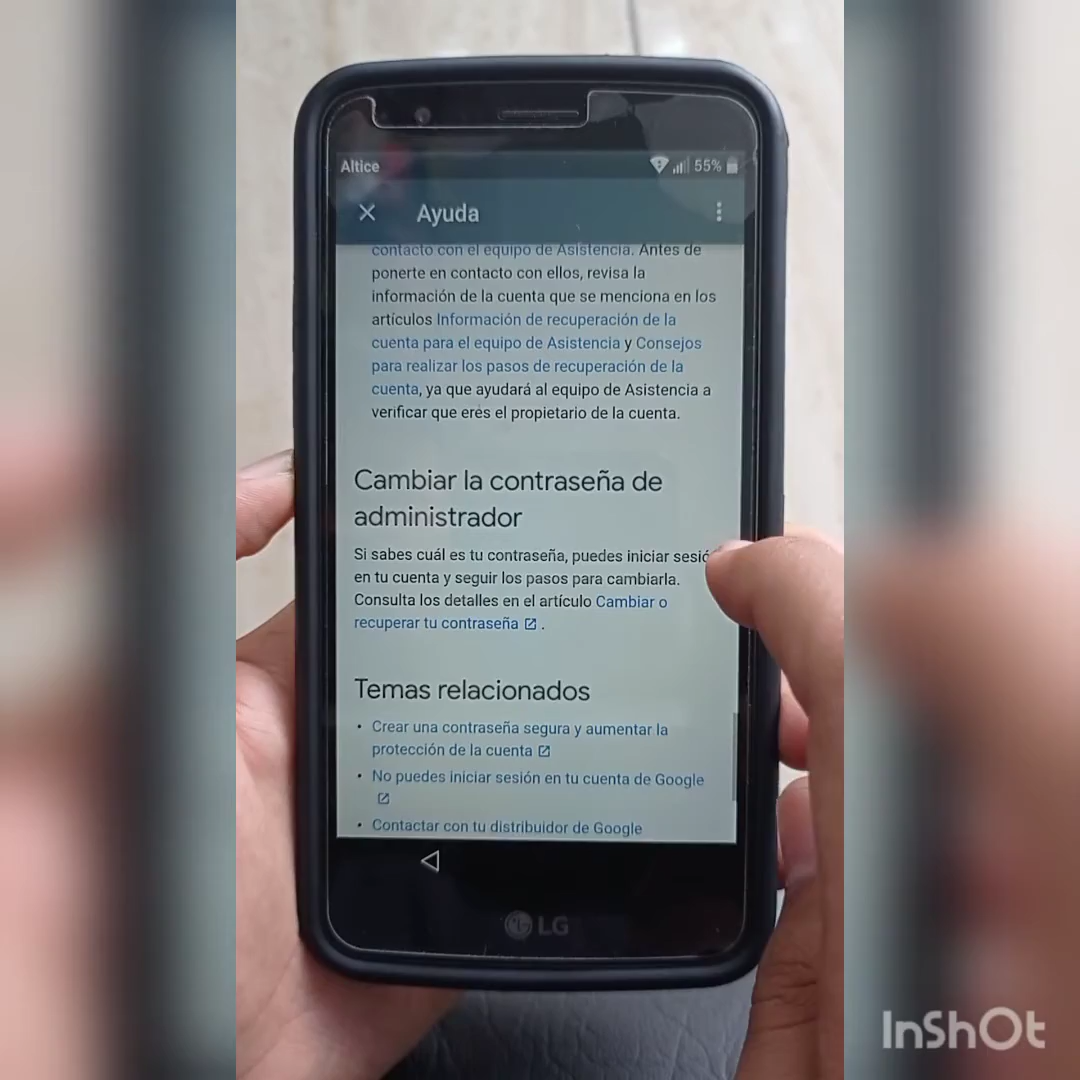 Altice
55%
Ayuda
contacto con el equipo de Asistencia. Antes de
ponerte en contacto con ellos, revisa la
información de la cuenta que se menciona en los
artículos Información de recuperación de la
cuenta para el equipo de Asistencia y Consejos
para realizar los pasos de recuperación de la
cuenta, ya que ayudará al equipo de Asistencia a
verificar que eres el propietario de la cuenta.
Cambiar la contraseña de
administrador
Si sabes cuál es tu contraseña, puedes iniciar sesió
en tu cuenta y seguir los pasos para cambiarla.
Consulta los detalles en el artículo Cambiar o
recuperar tu contraseña .
Temas relacionados
• Crear una contraseña segura y aumentar la
protección de la cuenta
• No puedes iniciar sesión en tu cuenta de Google
• Contactar con tu distribuidor de Google
LG
InShOt